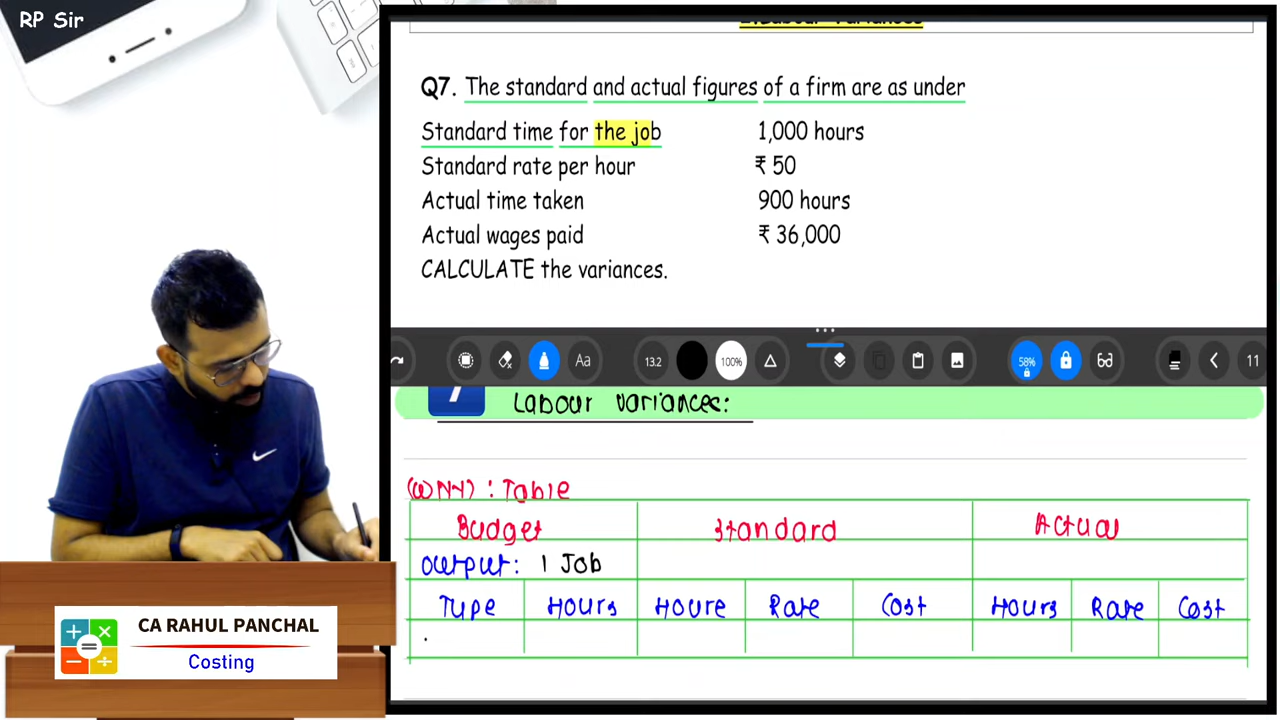 RP Sir
Q7. The standard and actual figures of a firm are as under
Standard time for the job 1,000 hours
Standard rate per hour ₹ 50
Actual time taken 900 hours
Actual wages paid ₹ 36,000
CALCULATE the variances.
Aa 13.2 100% 58% 11
7 Labour variances:
(WN1) : Table
Budget Standard Actual
Output: 1 Job
Type Hours Houre Rate Cost Hours Rate Cost
CA RAHUL PANCHAL
Costing